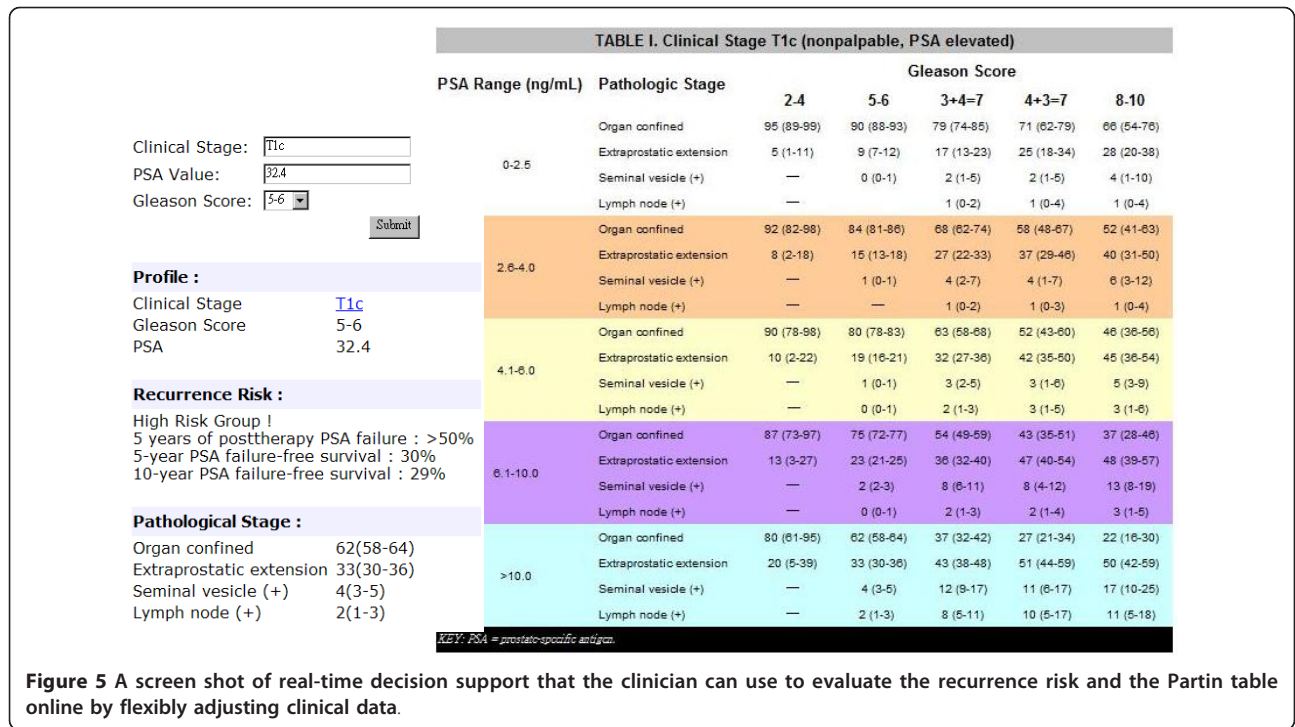 Clinical Stage: T1c
PSA Value: 32.4
Gleason Score: 5-6
Submit
Profile :
Clinical Stage T1c
Gleason Score 5-6
PSA 32.4
Recurrence Risk :
High Risk Group !
5 years of posttherapy PSA failure : >50%
5-year PSA failure-free survival : 30%
10-year PSA failure-free survival : 29%
Pathological Stage :
Organ confined 62(58-64)
Extraprostatic extension 33(30-36)
Seminal vesicle (+) 4(3-5)
Lymph node (+) 2(1-3)
TABLE I. Clinical Stage T1c (nonpalpable, PSA elevated)
PSA Range (ng/mL) Pathologic Stage Gleason Score
2-4 5-6 3+4=7 4+3=7 8-10
0-2.5
Organ confined 95 (89-99) 90 (88-93) 79 (74-85) 71 (62-79) 66 (54-76)
Extraprostatic extension 5 (1-11) 9 (7-12) 17 (13-23) 25 (18-34) 28 (20-38)
Seminal vesicle (+) — 0 (0-1) 2 (1-5) 2 (1-5) 4 (1-10)
Lymph node (+) — 1 (0-2) 1 (0-4) 1 (0-4)
2.6-4.0
Organ confined 92 (82-98) 84 (81-86) 68 (62-74) 58 (48-67) 52 (41-63)
Extraprostatic extension 8 (2-18) 15 (13-18) 27 (22-33) 37 (29-46) 40 (31-50)
Seminal vesicle (+) — 1 (0-1) 4 (2-7) 4 (1-7) 6 (3-12)
Lymph node (+) — — 1 (0-2) 1 (0-3) 1 (0-4)
4.1-6.0
Organ confined 90 (78-98) 80 (78-83) 63 (58-68) 52 (43-60) 46 (36-56)
Extraprostatic extension 10 (2-22) 19 (16-21) 32 (27-36) 42 (35-50) 45 (36-54)
Seminal vesicle (+) — 1 (0-1) 3 (2-5) 3 (1-6) 5 (3-9)
Lymph node (+) — 0 (0-1) 2 (1-3) 3 (1-5) 3 (1-6)
6.1-10.0
Organ confined 87 (73-97) 75 (72-77) 54 (49-59) 43 (35-51) 37 (28-46)
Extraprostatic extension 13 (3-27) 23 (21-25) 36 (32-40) 47 (40-54) 48 (39-57)
Seminal vesicle (+) — 2 (2-3) 8 (6-11) 8 (4-12) 13 (8-19)
Lymph node (+) — 0 (0-1) 2 (1-3) 2 (1-4) 3 (1-5)
>10.0
Organ confined 80 (61-95) 62 (58-64) 37 (32-42) 27 (21-34) 22 (16-30)
Extraprostatic extension 20 (5-39) 33 (30-36) 43 (38-48) 51 (44-59) 50 (42-59)
Seminal vesicle (+) — 4 (3-5) 12 (9-17) 11 (6-17) 17 (10-25)
Lymph node (+) — 2 (1-3) 8 (5-11) 10 (5-17) 11 (5-18)
KEY: PSA = prostate-specific antigen.
Figure 5 A screen shot of real-time decision support that the clinician can use to evaluate the recurrence risk and the Partin table
online by flexibly adjusting clinical data.